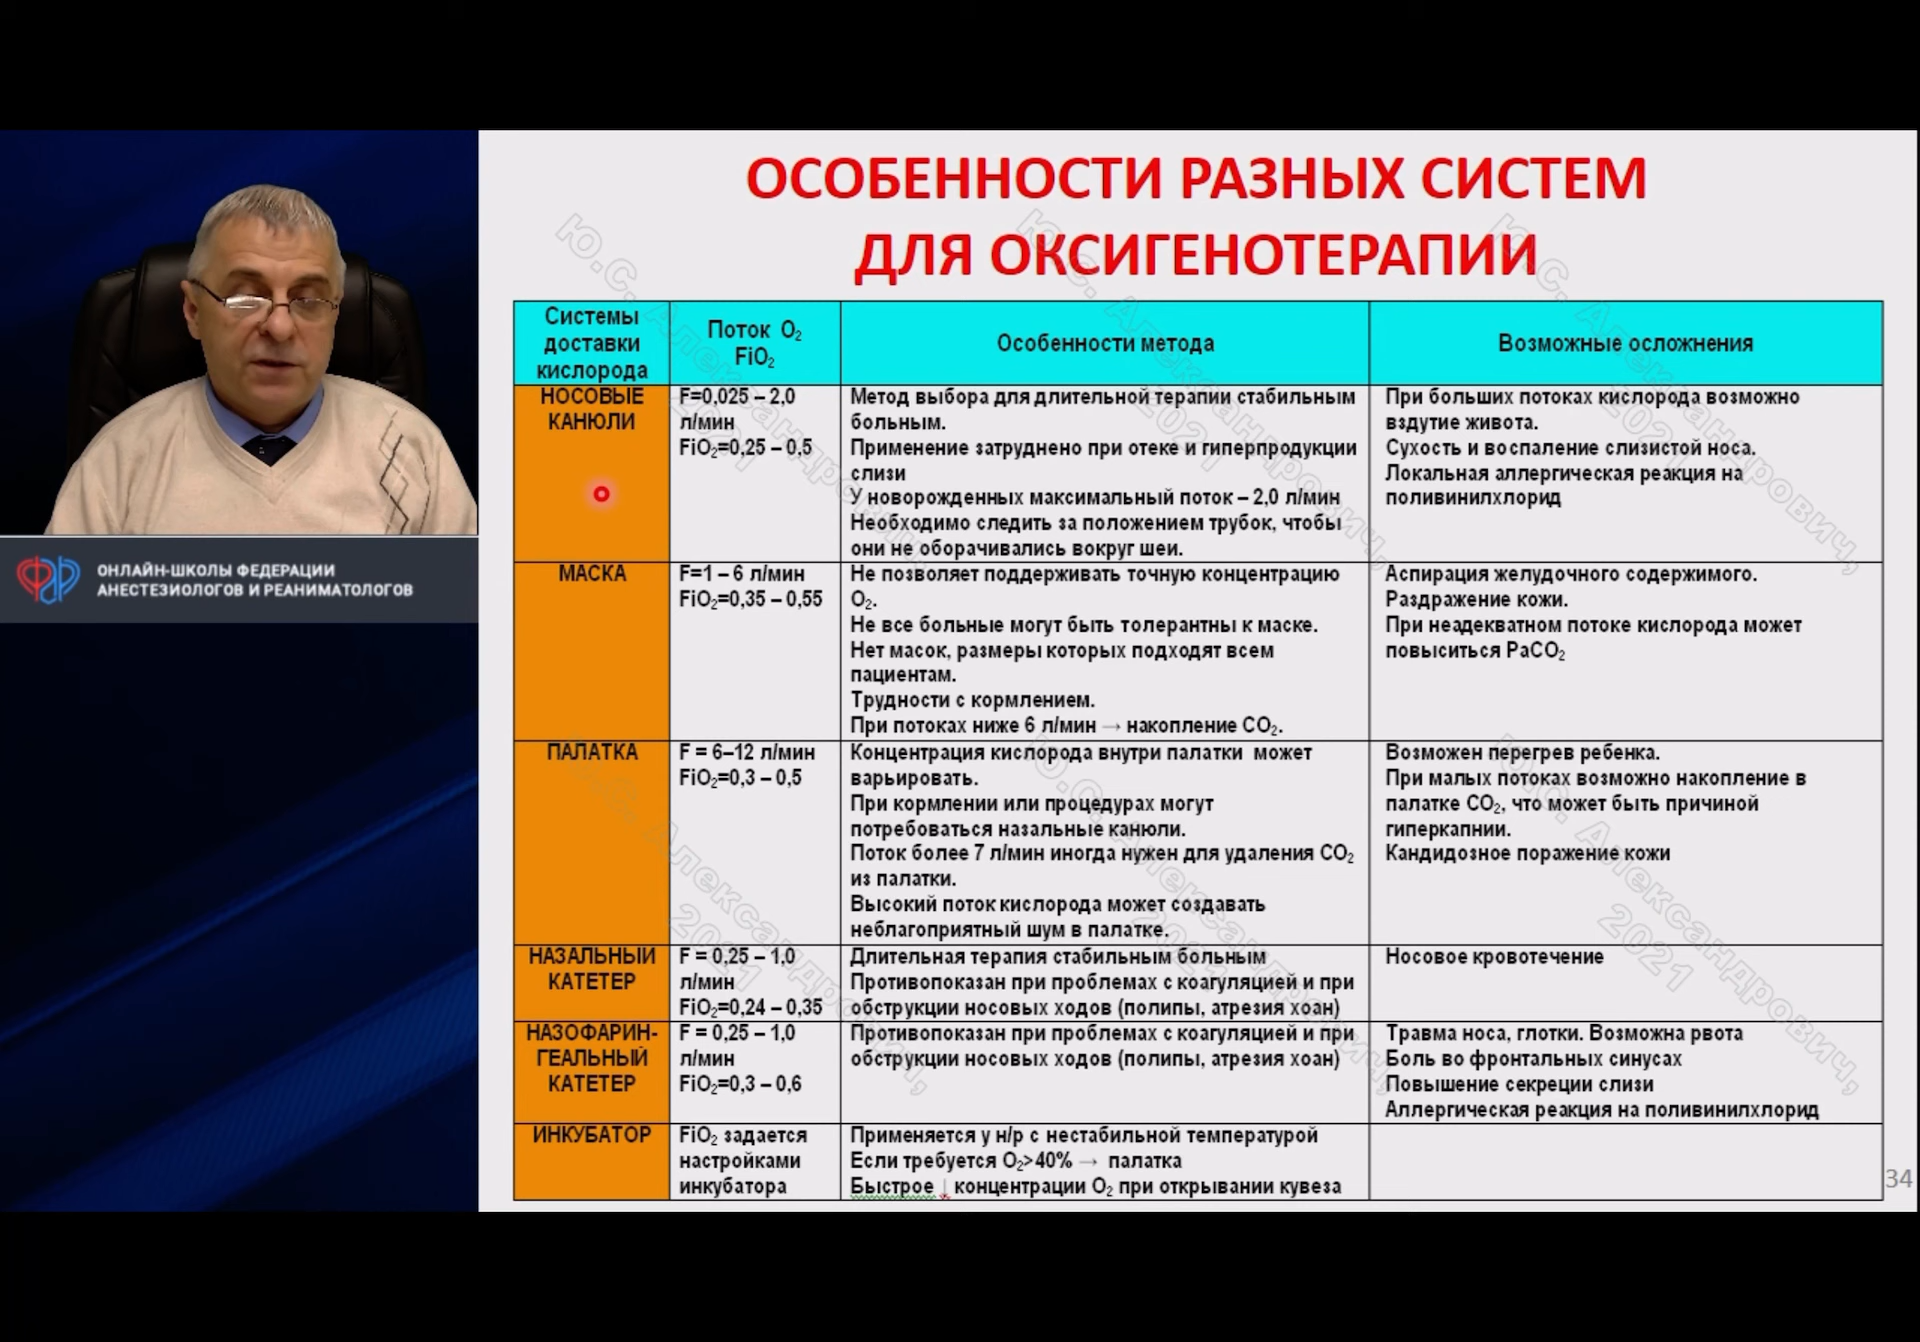 ОСОБЕННОСТИ РАЗНЫХ СИСТЕМ
ДЛЯ ОКСИГЕНОТЕРАПИИ
Системы
доставки
кислорода
Поток O₂
FiO₂
Особенности метода
Возможные осложнения
НОСОВЫЕ
КАНЮЛИ
F=0,025 – 2,0
л/мин
FiO₂=0,25 – 0,5
Метод выбора для длительной терапии стабильным
больным.
Применение затруднено при отеке и гиперпродукции
слизи
У новорожденных максимальный поток – 2,0 л/мин
Необходимо следить за положением трубок, чтобы
они не оборачивались вокруг шеи.
При больших потоках кислорода возможно
вздутие живота.
Сухость и воспаление слизистой носа.
Локальная аллергическая реакция на
поливинилхлорид
МАСКА
F=1 – 6 л/мин
FiO₂=0,35 – 0,55
Не позволяет поддерживать точную концентрацию
O₂.
Не все больные могут быть толерантны к маске.
Нет масок, размеры которых подходят всем
пациентам.
Трудности с кормлением.
При потоках ниже 6 л/мин → накопление CO₂.
Аспирация желудочного содержимого.
Раздражение кожи.
При неадекватном потоке кислорода может
повыситься PaCO₂
ПАЛАТКА
F = 6–12 л/мин
FiO₂=0,3 – 0,5
Концентрация кислорода внутри палатки может
варьировать.
При кормлении или процедурах могут
потребоваться назальные канюли.
Поток более 7 л/мин иногда нужен для удаления CO₂
из палатки.
Высокий поток кислорода может создавать
неблагоприятный шум в палатке.
Возможен перегрев ребенка.
При малых потоках возможно накопление в
палатке CO₂, что может быть причиной
гиперкапнии.
Кандидозное поражение кожи
НАЗАЛЬНЫЙ
КАТЕТЕР
F = 0,25 – 1,0
л/мин
FiO₂=0,24 – 0,35
Длительная терапия стабильным больным
Противопоказан при проблемах с коагуляцией и при
обструкции носовых ходов (полипы, атрезия хоан)
Носовое кровотечение
НАЗОФАРИН-
ГЕАЛЬНЫЙ
КАТЕТЕР
F = 0,25 – 1,0
л/мин
FiO₂=0,3 – 0,6
Противопоказан при проблемах с коагуляцией и при
обструкции носовых ходов (полипы, атрезия хоан)
Травма носа, глотки. Возможна рвота
Боль во фронтальных синусах
Повышение секреции слизи
Аллергическая реакция на поливинилхлорид
ИНКУБАТОР
FiO₂ задается
настройками
инкубатора
Применяется у н/р с нестабильной температурой
Если требуется O₂>40% → палатка
Быстрое ↓ концентрации O₂ при открывании кувеза
34
ФАР
ОНЛАЙН-ШКОЛЫ ФЕДЕРАЦИИ
АНЕСТЕЗИОЛОГОВ И РЕАНИМАТОЛОГОВ
Ю.С. Александрович,
2021
Ю.С. Александрович,
2021
Ю.С. Александрович,
2021
Ю.С. Александрович,
2021
Ю.С. Александрович,
2021
Ю.С. Александрович,
2021